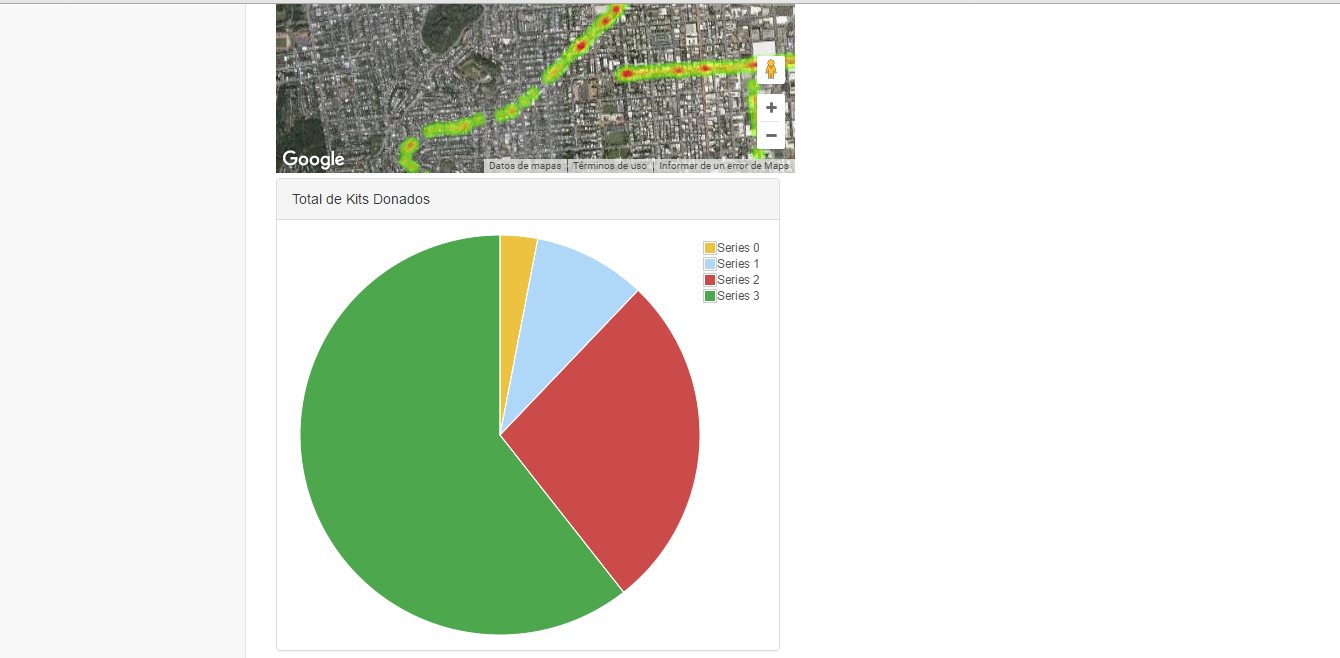 Google
Datos de mapas
Términos de uso
Informar de un error de Maps
Total de Kits Donados
Series 0
Series 1
Series 2
Series 3